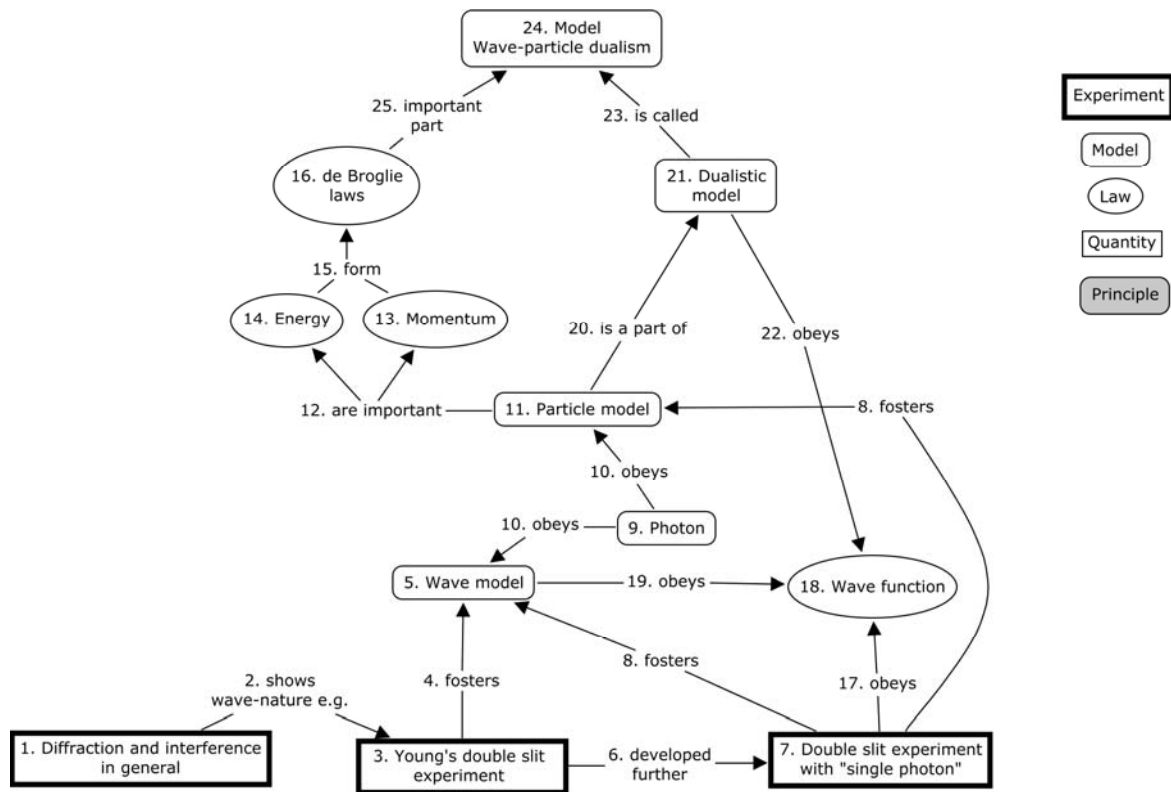 24. Model
Wave-particle dualism
25. important
part
23. is called
16. de Broglie
laws
21. Dualistic
model
15. form
14. Energy
13. Momentum
20. is a part of
22. obeys
12. are important
11. Particle model
8. fosters
10. obeys
10. obeys
9. Photon
5. Wave model
19. obeys
18. Wave function
8. fosters
2. shows
wave-nature e.g.
4. fosters
17. obeys
1. Diffraction and interference
in general
3. Young's double slit
experiment
6. developed
further
7. Double slit experiment
with "single photon"
Experiment
Model
Law
Quantity
Principle